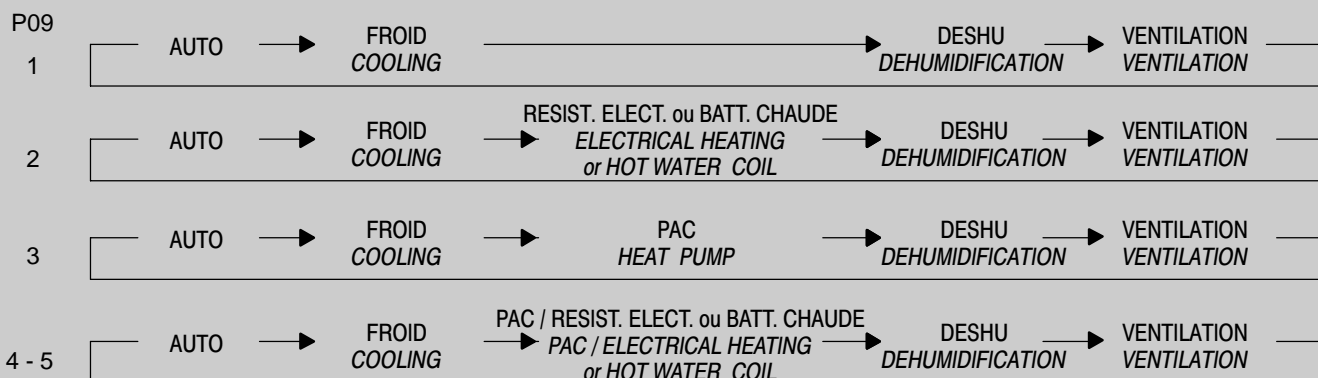 P09
1
AUTO FROID DESHU VENTILATION
COOLING DEHUMIDIFICATION VENTILATION
2
RESIST. ELECT. ou BATT. CHAUDE
AUTO FROID ELECTRICAL HEATING DESHU VENTILATION
COOLING or HOT WATER COIL DEHUMIDIFICATION VENTILATION
3
AUTO FROID PAC DESHU VENTILATION
COOLING HEAT PUMP DEHUMIDIFICATION VENTILATION
4 - 5
PAC / RESIST. ELECT. ou BATT. CHAUDE
AUTO FROID PAC / ELECTRICAL HEATING DESHU VENTILATION
COOLING or HOT WATER COIL DEHUMIDIFICATION VENTILATION